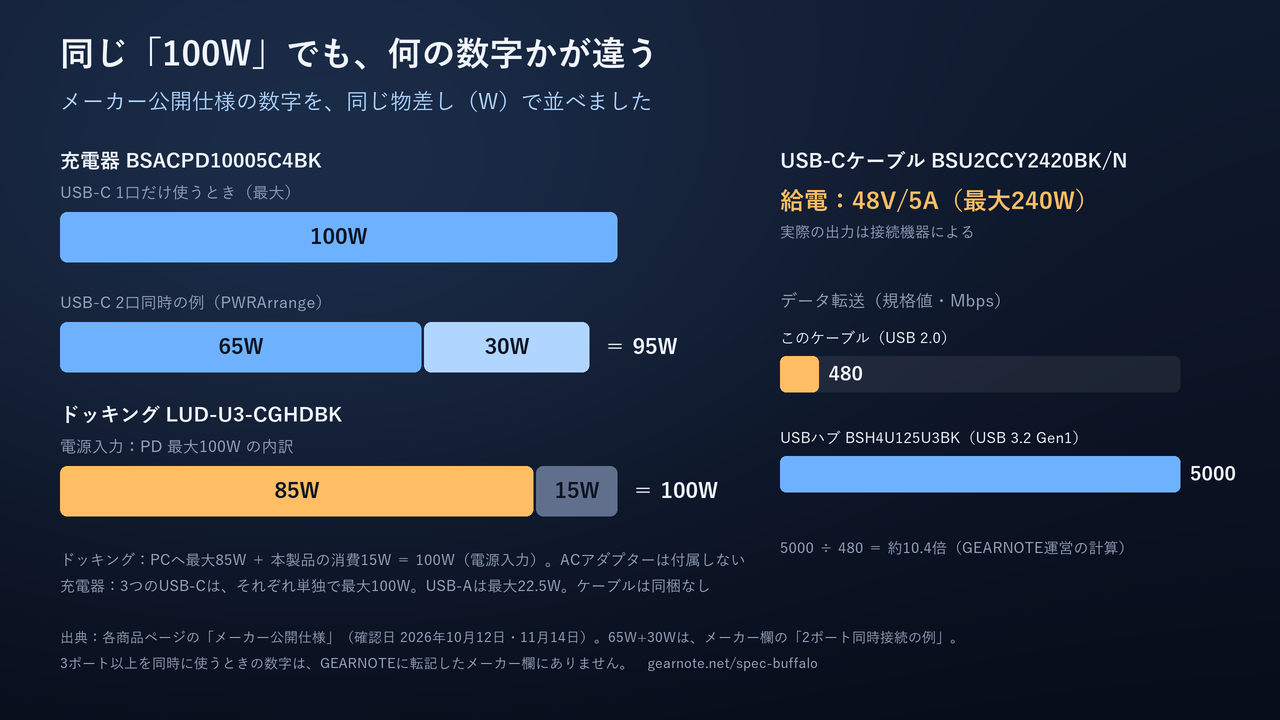 同じ「100W」でも、何の数字かが違う
メーカー公開仕様の数字を、同じ物差し（W）で並べました
充電器 BSACPD10005C4BK
USB-C 1口だけ使うとき（最大）
100W
USB-C 2口同時の例（PWRArrange）
65W
30W
＝ 95W
ドッキング LUD-U3-CGHDBK
電源入力：PD 最大100W の内訳
85W
15W
＝ 100W
ドッキング：PCへ最大85W ＋ 本製品の消費15W ＝ 100W（電源入力）。ACアダプターは付属しない
充電器：3つのUSB-Cは、それぞれ単独で最大100W。USB-Aは最大22.5W。ケーブルは同梱なし
USB-Cケーブル BSU2CCY2420BK/N
給電：48V/5A（最大240W）
実際の出力は接続機器による
データ転送（規格値・Mbps）
このケーブル（USB 2.0）
480
USBハブ BSH4U125U3BK（USB 3.2 Gen1）
5000
5000 ÷ 480 ＝ 約10.4倍（GEARNOTE運営の計算）
出典：各商品ページの「メーカー公開仕様」（確認日 2026年10月12日・11月14日）。65W+30Wは、メーカー欄の「2ポート同時接続の例」。
3ポート以上を同時に使うときの数字は、GEARNOTEに転記したメーカー欄にありません。 gearnote.net/spec-buffalo